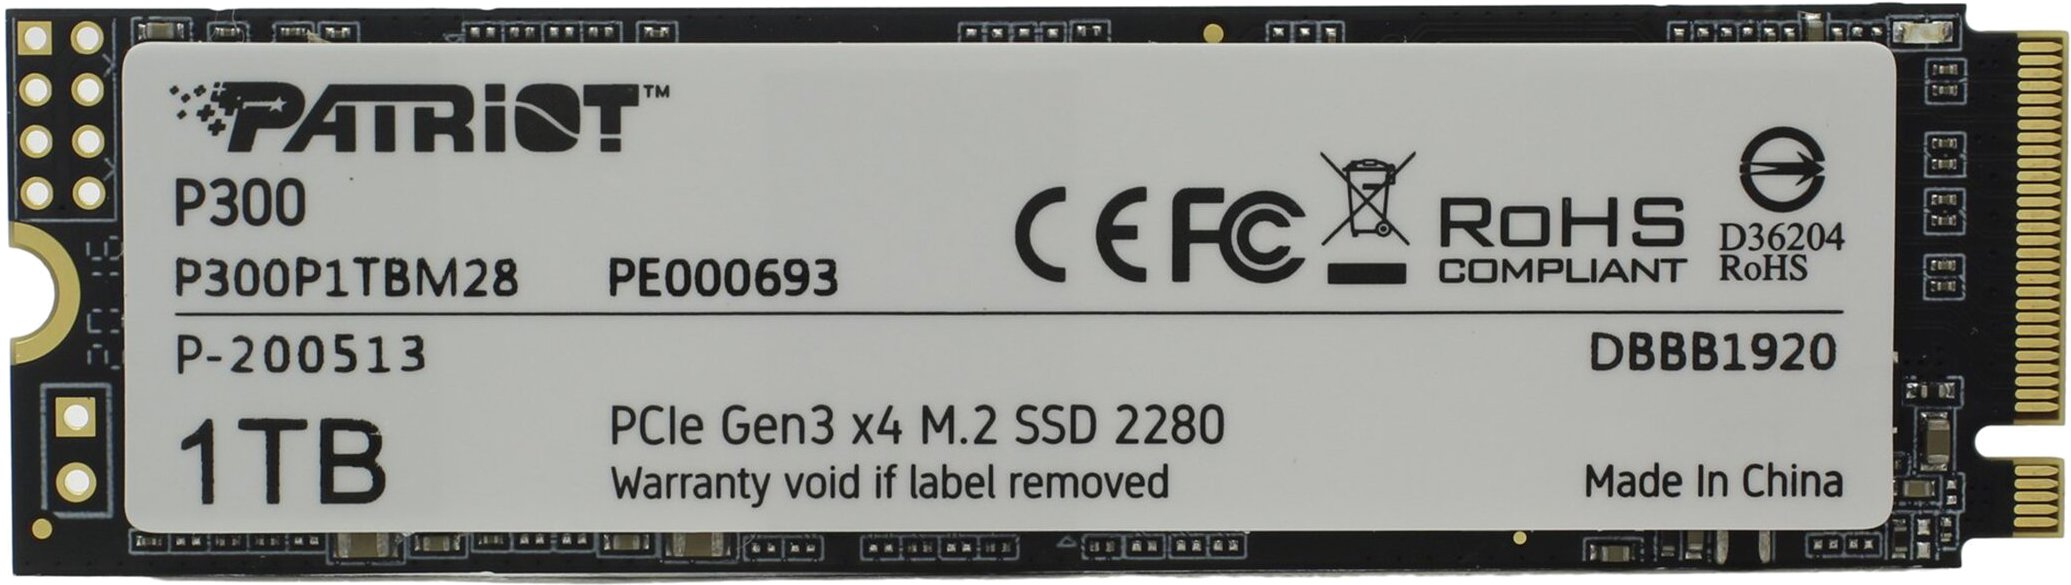 PATRIOT™
P300
P300P1TBM28 PE000693
CE FC RoHS
COMPLIANT
D36204
RoHS
P-200513 DBBB1920
1TB
PCIe Gen3 x4 M.2 SSD 2280
Warranty void if label removed
Made In China